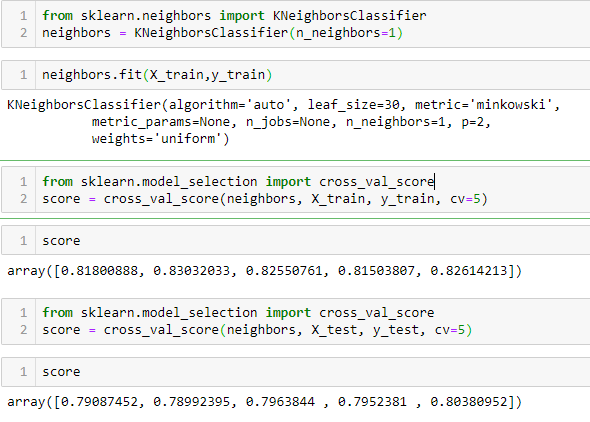 1 from sklearn.neighbors import KNeighborsClassifier
2 neighbors = KNeighborsClassifier(n_neighbors=1)
1 neighbors.fit(X_train,y_train)
KNeighborsClassifier(algorithm='auto', leaf_size=30, metric='minkowski',
metric_params=None, n_jobs=None, n_neighbors=1, p=2,
weights='uniform')
1 from sklearn.model_selection import cross_val_score
2 score = cross_val_score(neighbors, X_train, y_train, cv=5)
1 score
array([0.81800888, 0.83032033, 0.82550761, 0.81503807, 0.82614213])
1 from sklearn.model_selection import cross_val_score
2 score = cross_val_score(neighbors, X_test, y_test, cv=5)
1 score
array([0.79087452, 0.78992395, 0.7963844 , 0.7952381 , 0.80380952])